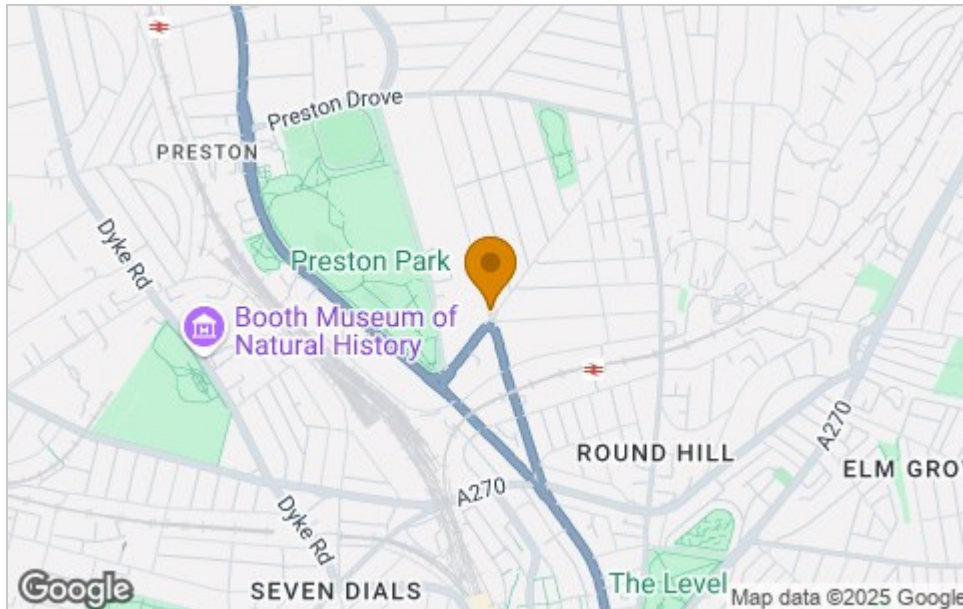 Preston Drove
PRESTON
Dyke Rd
Preston Park
Booth Museum of
Natural History
A270
ROUND HILL
ELM GROV
A270
Dyke Rd
SEVEN DIALS
The Level
Google
Map data ©2025 Google